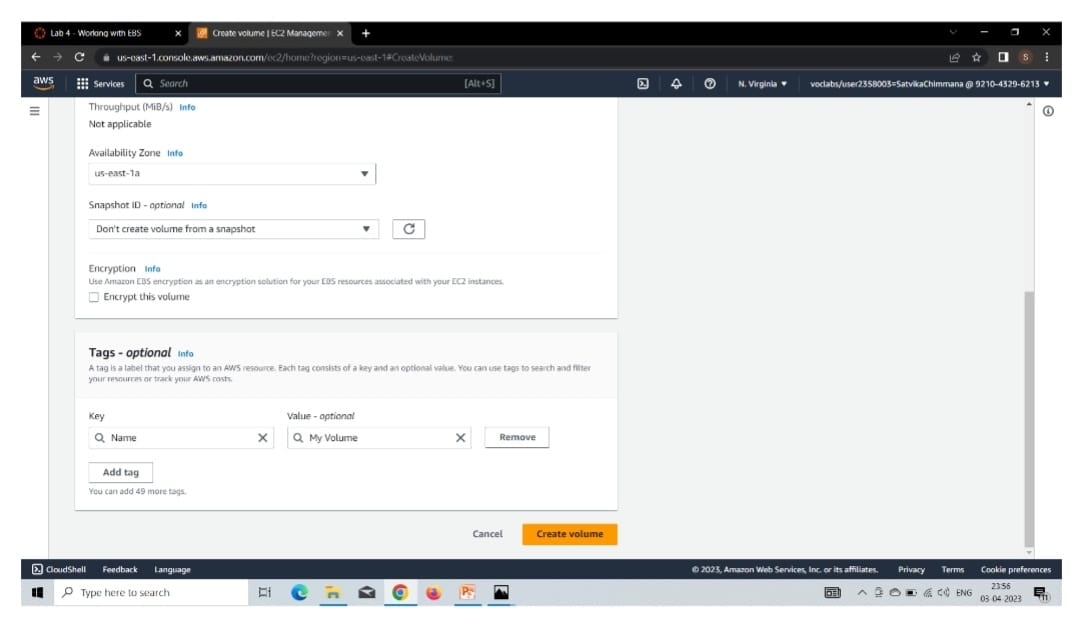 Lab 4 - Working with EBS
Create volume | EC2 Managemen
us-east-1.console.aws.amazon.com/ec2/home?region=us-east-1#CreateVolume:
S
aws
Services
Search
[Alt+S]
N. Virginia
voclabs/user2358003=SatvikaChimmana @ 9210-4329-6213
Throughput (MiB/s) Info
Not applicable
Availability Zone Info
us-east-1a
Snapshot ID - optional Info
Don't create volume from a snapshot
Encryption Info
Use Amazon EBS encryption as an encryption solution for your EBS resources associated with your EC2 instances.
Encrypt this volume
Tags - optional Info
A tag is a label that you assign to an AWS resource. Each tag consists of a key and an optional value. You can use tags to search and filter
your resources or track your AWS costs.
Key Value - optional
Name My Volume Remove
Add tag
You can add 49 more tags.
Cancel Create volume
CloudShell Feedback Language © 2023, Amazon Web Services, Inc. or its affiliates. Privacy Terms Cookie preferences
Type here to search
ENG
23:56
03-04-2023